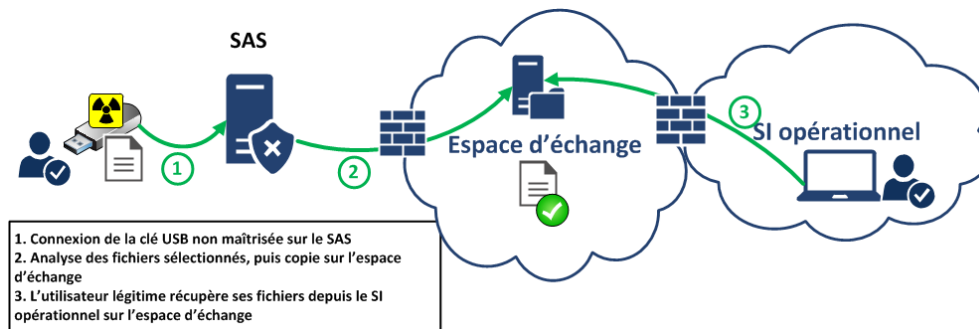 SAS
Espace d'échange
SI opérationnel
1
2
3
1. Connexion de la clé USB non maîtrisée sur le SAS
2. Analyse des fichiers sélectionnés, puis copie sur l'espace
d'échange
3. L'utilisateur légitime récupère ses fichiers depuis le SI
opérationnel sur l'espace d'échange